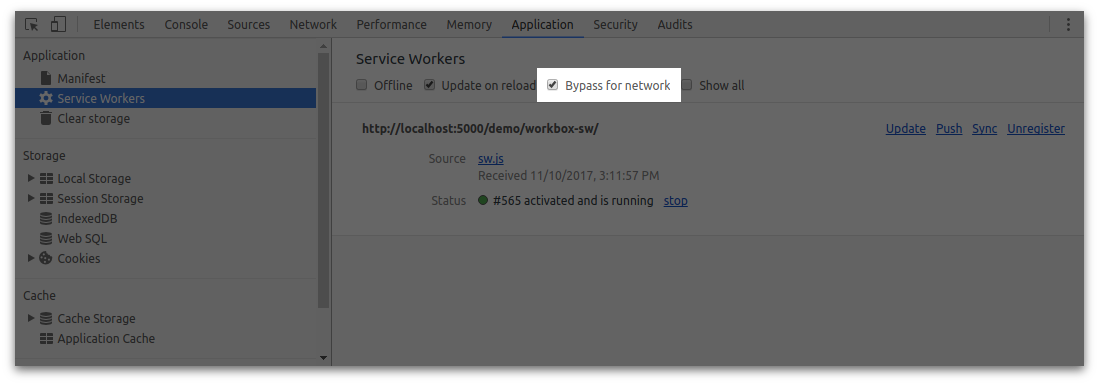 Elements Console Sources Network Performance Memory Application Security Audits
Application
Manifest
Service Workers
Clear storage
Storage
Local Storage
Session Storage
IndexedDB
Web SQL
Cookies
Cache
Cache Storage
Application Cache
Service Workers
Offline Update on reload Bypass for network Show all
http://localhost:5000/demo/workbox-sw/ Update Push Sync Unregister
Source sw.js
Received 11/10/2017, 3:11:57 PM
Status #565 activated and is running stop